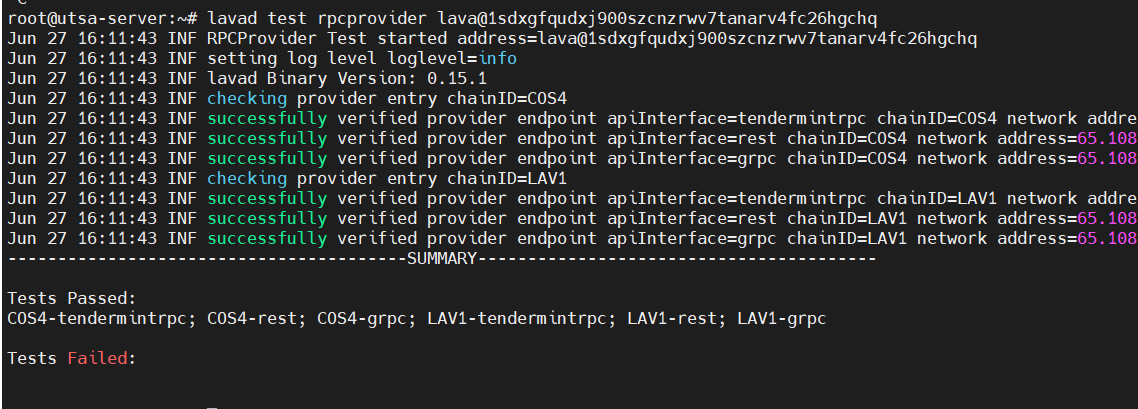 root@utsa-server:~# lavad test rpcprovider lava@1sdxgfqudxj900szcnzrwv7tanarv4fc26hgchq
Jun 27 16:11:43 INF RPCProvider Test started address=lava@1sdxgfqudxj900szcnzrwv7tanarv4fc26hgchq
Jun 27 16:11:43 INF setting log level loglevel=info
Jun 27 16:11:43 INF lavad Binary Version: 0.15.1
Jun 27 16:11:43 INF checking provider entry chainID=COS4
Jun 27 16:11:43 INF successfully verified provider endpoint apiInterface=tendermintrpc chainID=COS4 network addre
Jun 27 16:11:43 INF successfully verified provider endpoint apiInterface=rest chainID=COS4 network address=65.108
Jun 27 16:11:43 INF successfully verified provider endpoint apiInterface=grpc chainID=COS4 network address=65.108
Jun 27 16:11:43 INF checking provider entry chainID=LAV1
Jun 27 16:11:43 INF successfully verified provider endpoint apiInterface=tendermintrpc chainID=LAV1 network addre
Jun 27 16:11:43 INF successfully verified provider endpoint apiInterface=rest chainID=LAV1 network address=65.108
Jun 27 16:11:43 INF successfully verified provider endpoint apiInterface=grpc chainID=LAV1 network address=65.108
----------------------------------------SUMMARY----------------------------------------
Tests Passed:
COS4-tendermintrpc; COS4-rest; COS4-grpc; LAV1-tendermintrpc; LAV1-rest; LAV1-grpc
Tests Failed: